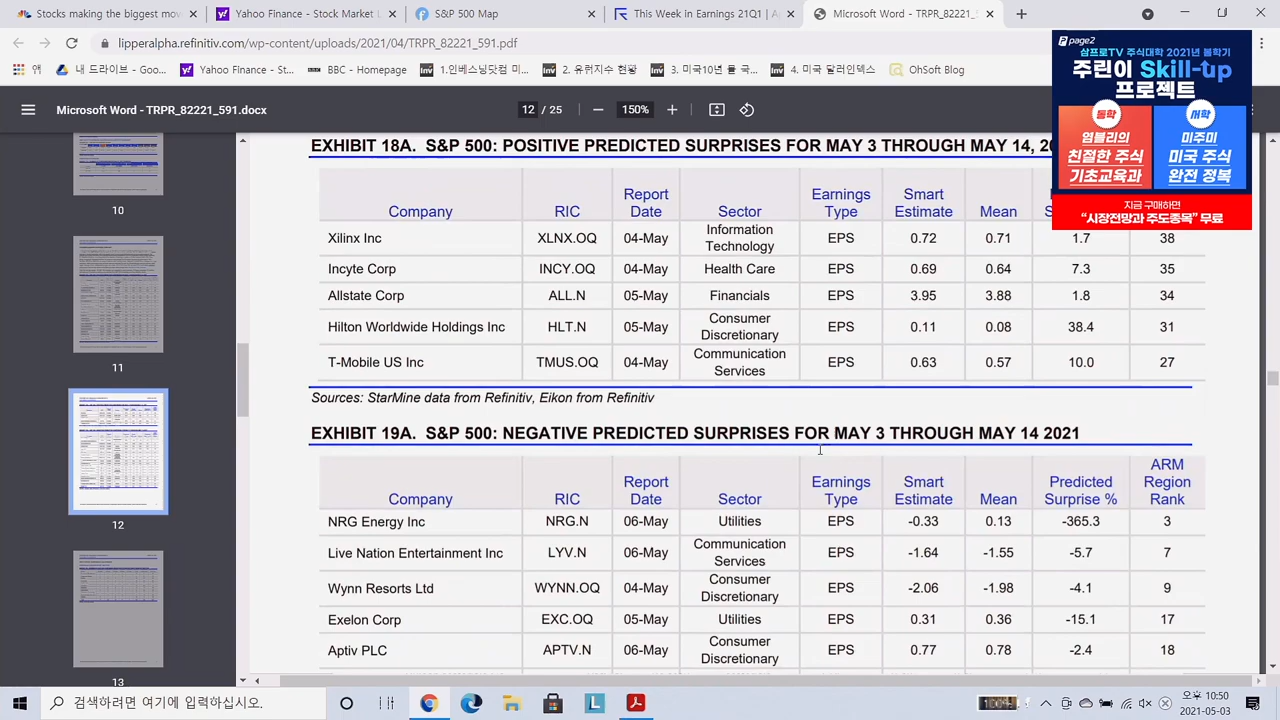 Stocks making the biggest mov
Yahoo Finance - Stock Market L
S&P 500 Map
This Week in Earnings 21Q1 | A
Microsoft Word - TRPR_82221_
lipperalpha.refinitiv.com/wp-content/upload
/2021/04/TRPR_82221_591.pdf
앱
내 드라이브 - Goo...
Yahoo Finance - St...
BBC - Hom
2. 유러지수 현황
3. 미국10년 물 국...
4. 미국달러인덱스
OhSoft Blog
page2
삼프로TV 주식대학 2021년 봄학기
주린이 Skill-up
프로젝트
동학
염블리의
친절한 주식
기초교육과
서학
미주미
미국 주식
완전 정복
지금 구매하면
"시장전망과 주도종목" 무료
Microsoft Word - TRPR_82221_591.docx
12 / 25
150%
10
11
12
13
EXHIBIT 18A. S&P 500: POSITIVE PREDICTED SURPRISES FOR MAY 3 THROUGH MAY 14, 20
Company RIC Report Date Sector Earnings Type Smart Estimate Mean S
Xilinx Inc XLNX.OQ 04-May Information Technology EPS 0.72 0.71 1.7 38
Incyte Corp INCY.OQ 04-May Health Care EPS 0.69 0.64 7.3 35
Allstate Corp ALL.N 05-May Financials EPS 3.95 3.88 1.8 34
Hilton Worldwide Holdings Inc HLT.N 05-May Consumer Discretionary EPS 0.11 0.08 38.4 31
T-Mobile US Inc TMUS.OQ 04-May Communication Services EPS 0.63 0.57 10.0 27
Sources: StarMine data from Refinitiv, Eikon from Refinitiv
EXHIBIT 19A. S&P 500: NEGATIVE PREDICTED SURPRISES FOR MAY 3 THROUGH MAY 14 2021
Company RIC Report Date Sector Earnings Type Smart Estimate Mean Predicted Surprise % ARM Region Rank
NRG Energy Inc NRG.N 06-May Utilities EPS -0.33 0.13 -365.3 3
Live Nation Entertainment Inc LYV.N 06-May Communication Services EPS -1.64 -1.55 -5.7 7
Wynn Resorts Ltd WYNN.OQ 04-May Consumer Discretionary EPS -2.06 -1.98 -4.1 9
Exelon Corp EXC.OQ 05-May Utilities EPS 0.31 0.36 -15.1 17
Aptiv PLC APTV.N 06-May Consumer Discretionary EPS 0.77 0.78 -2.4 18
검색하려면 여기에 입력하십시오.
오후 10:50
2021-05-03